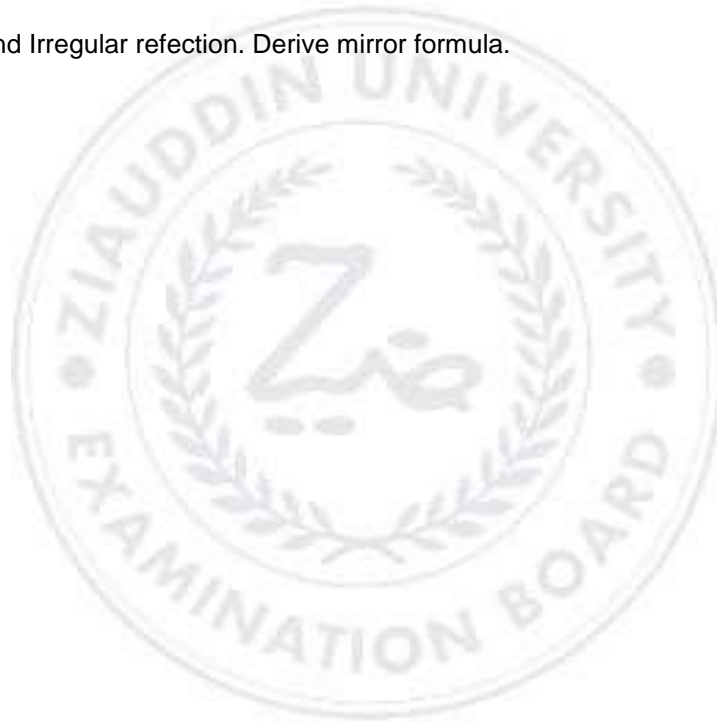 nd Irregular refection. Derive mirror formula.
ZIAUDDIN UNIVERSITY
EXAMINATION BOARD